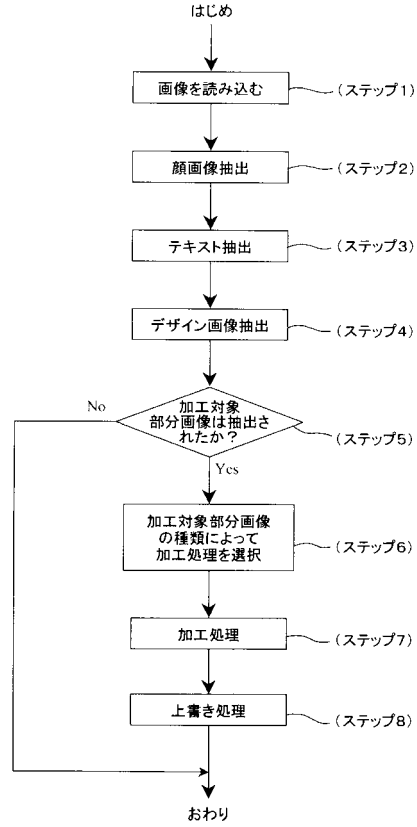 はじめ
画像を読み込む
(ステップ1)
顔画像抽出
(ステップ2)
テキスト抽出
(ステップ3)
デザイン画像抽出
(ステップ4)
No
加工対象
部分画像は抽出さ
れたか?
(ステップ5)
Yes
加工対象部分画像
の種類によって
加工処理を選択
(ステップ6)
加工処理
(ステップ7)
上書き処理
(ステップ8)
おわり